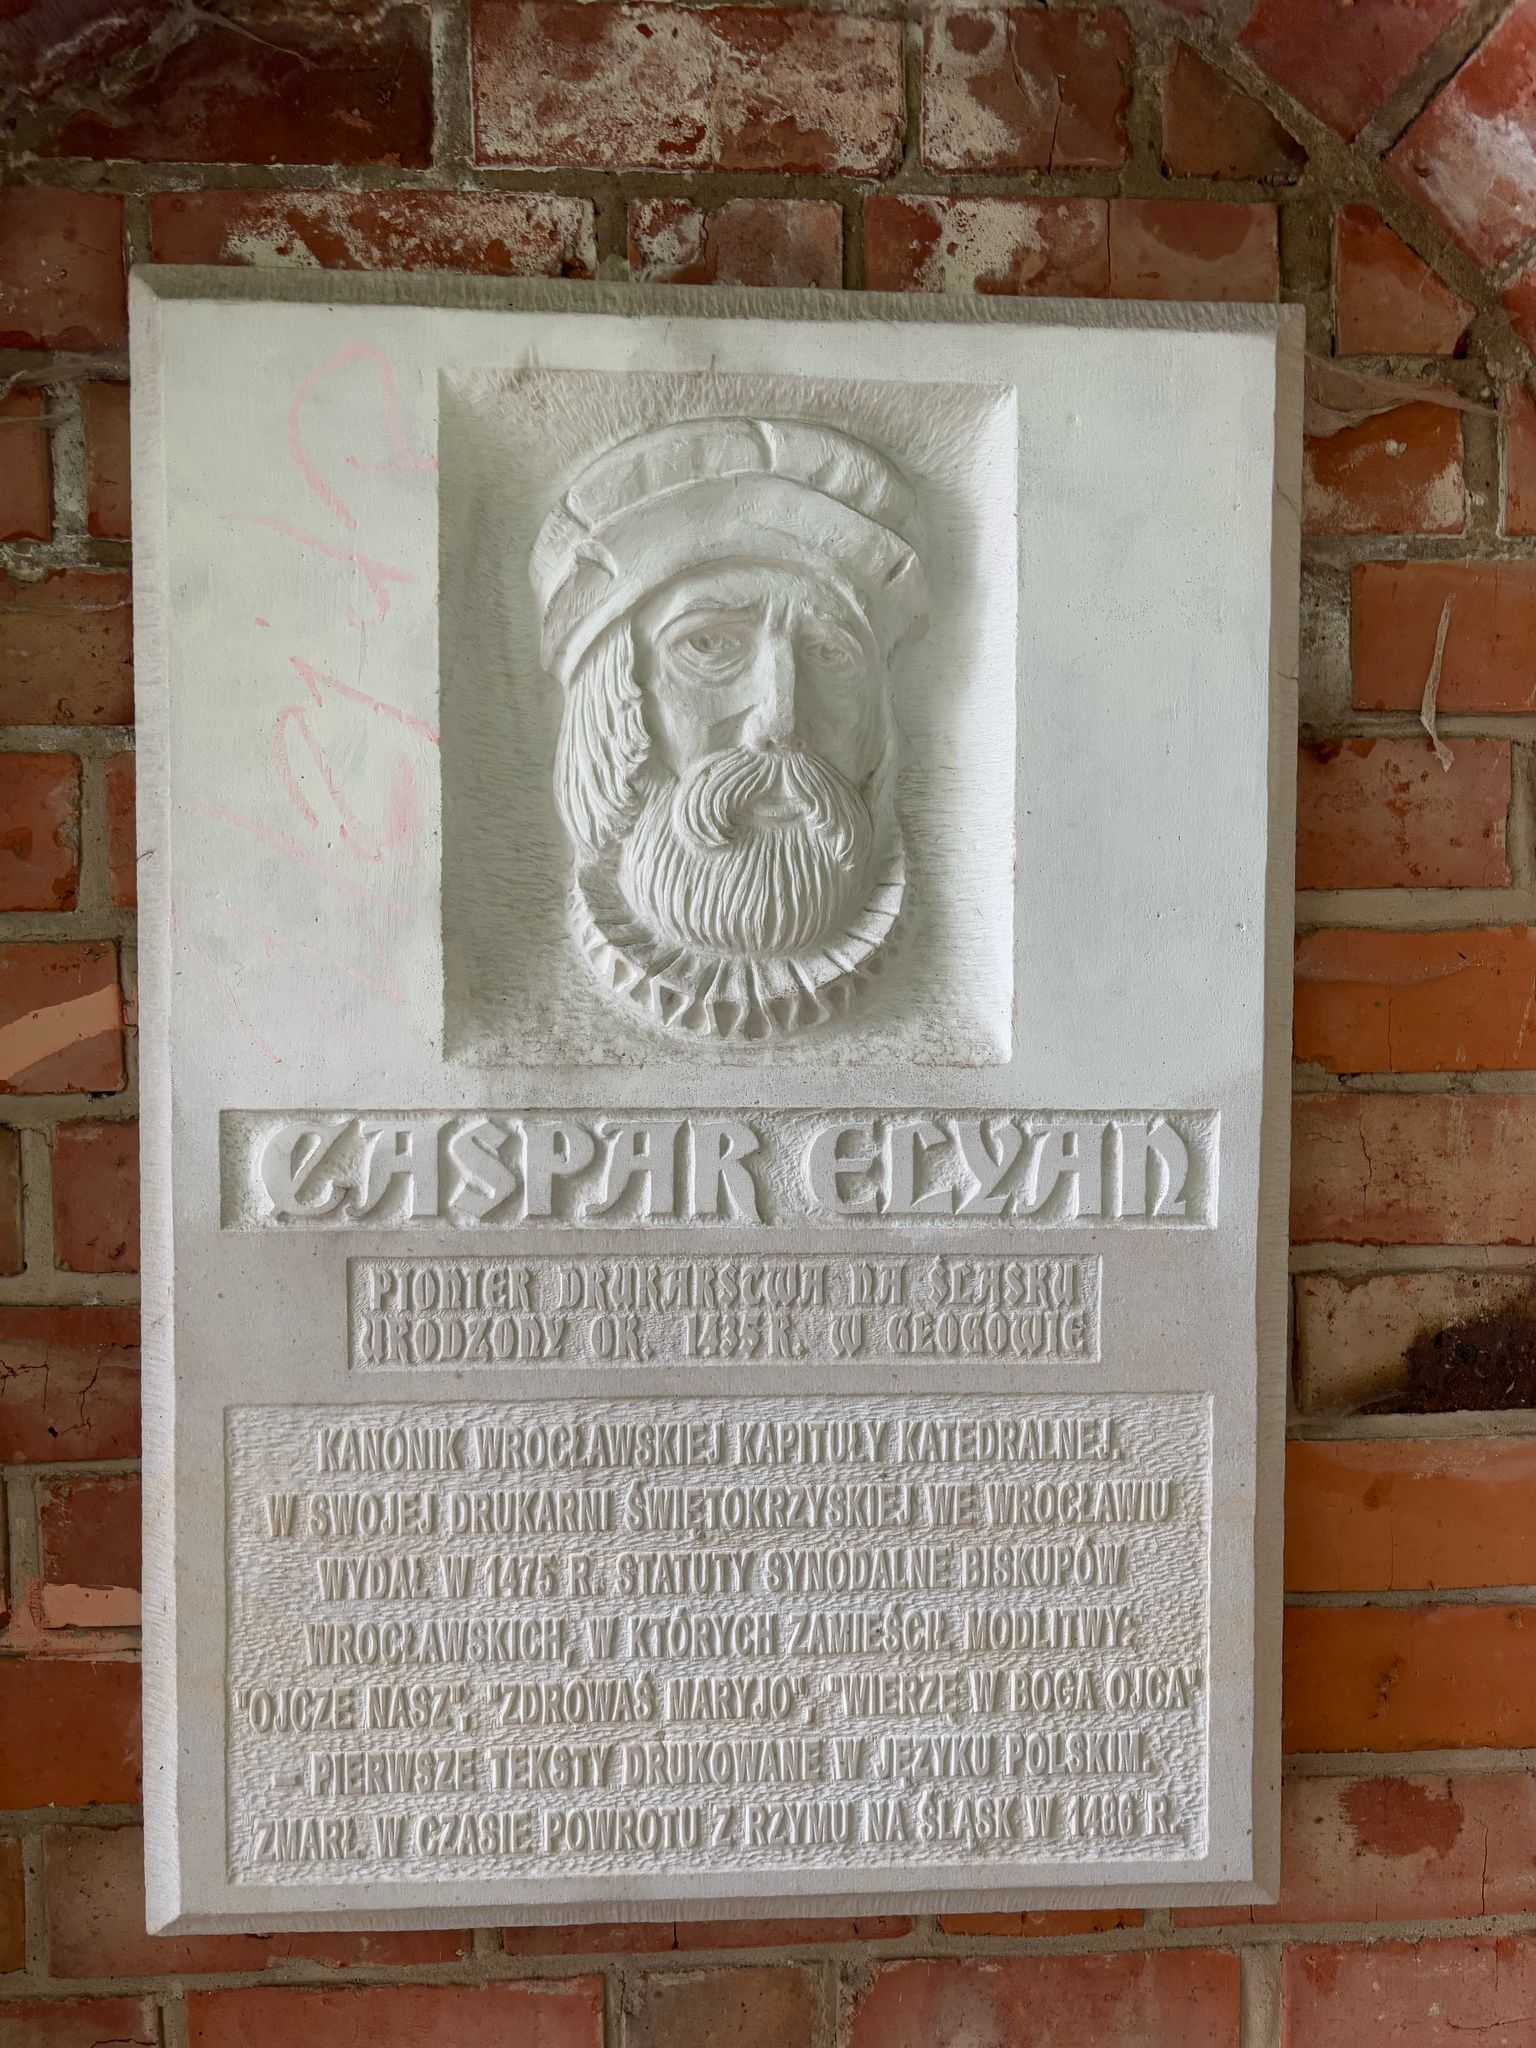 CASPAR ELYAN
PIONIER DRUKARSTWA NA ŚLĄSKU
URODZONY OK. 1435 R. W GŁOGOWIE
KANONIK WROCŁAWSKIEJ KAPITUŁY KATEDRALNEJ.
W SWOJEJ DRUKARNI ŚWIĘTOKRZYSKIEJ WE WROCŁAWIU
WYDAŁ W 1475 R. STATUTY SYNODALNE BISKUPÓW
WROCŁAWSKICH, W KTÓRYCH ZAMIEŚCIŁ MODLITWY:
"OJCZE NASZ", "ZDROWAŚ MARYJO", "WIERZĘ W BOGA OJCA"
- PIERWSZE TEKSTY DRUKOWANE W JĘZYKU POLSKIM.
ZMARŁ W CZASIE POWROTU Z RZYMU NA ŚLĄSK W 1486 R.